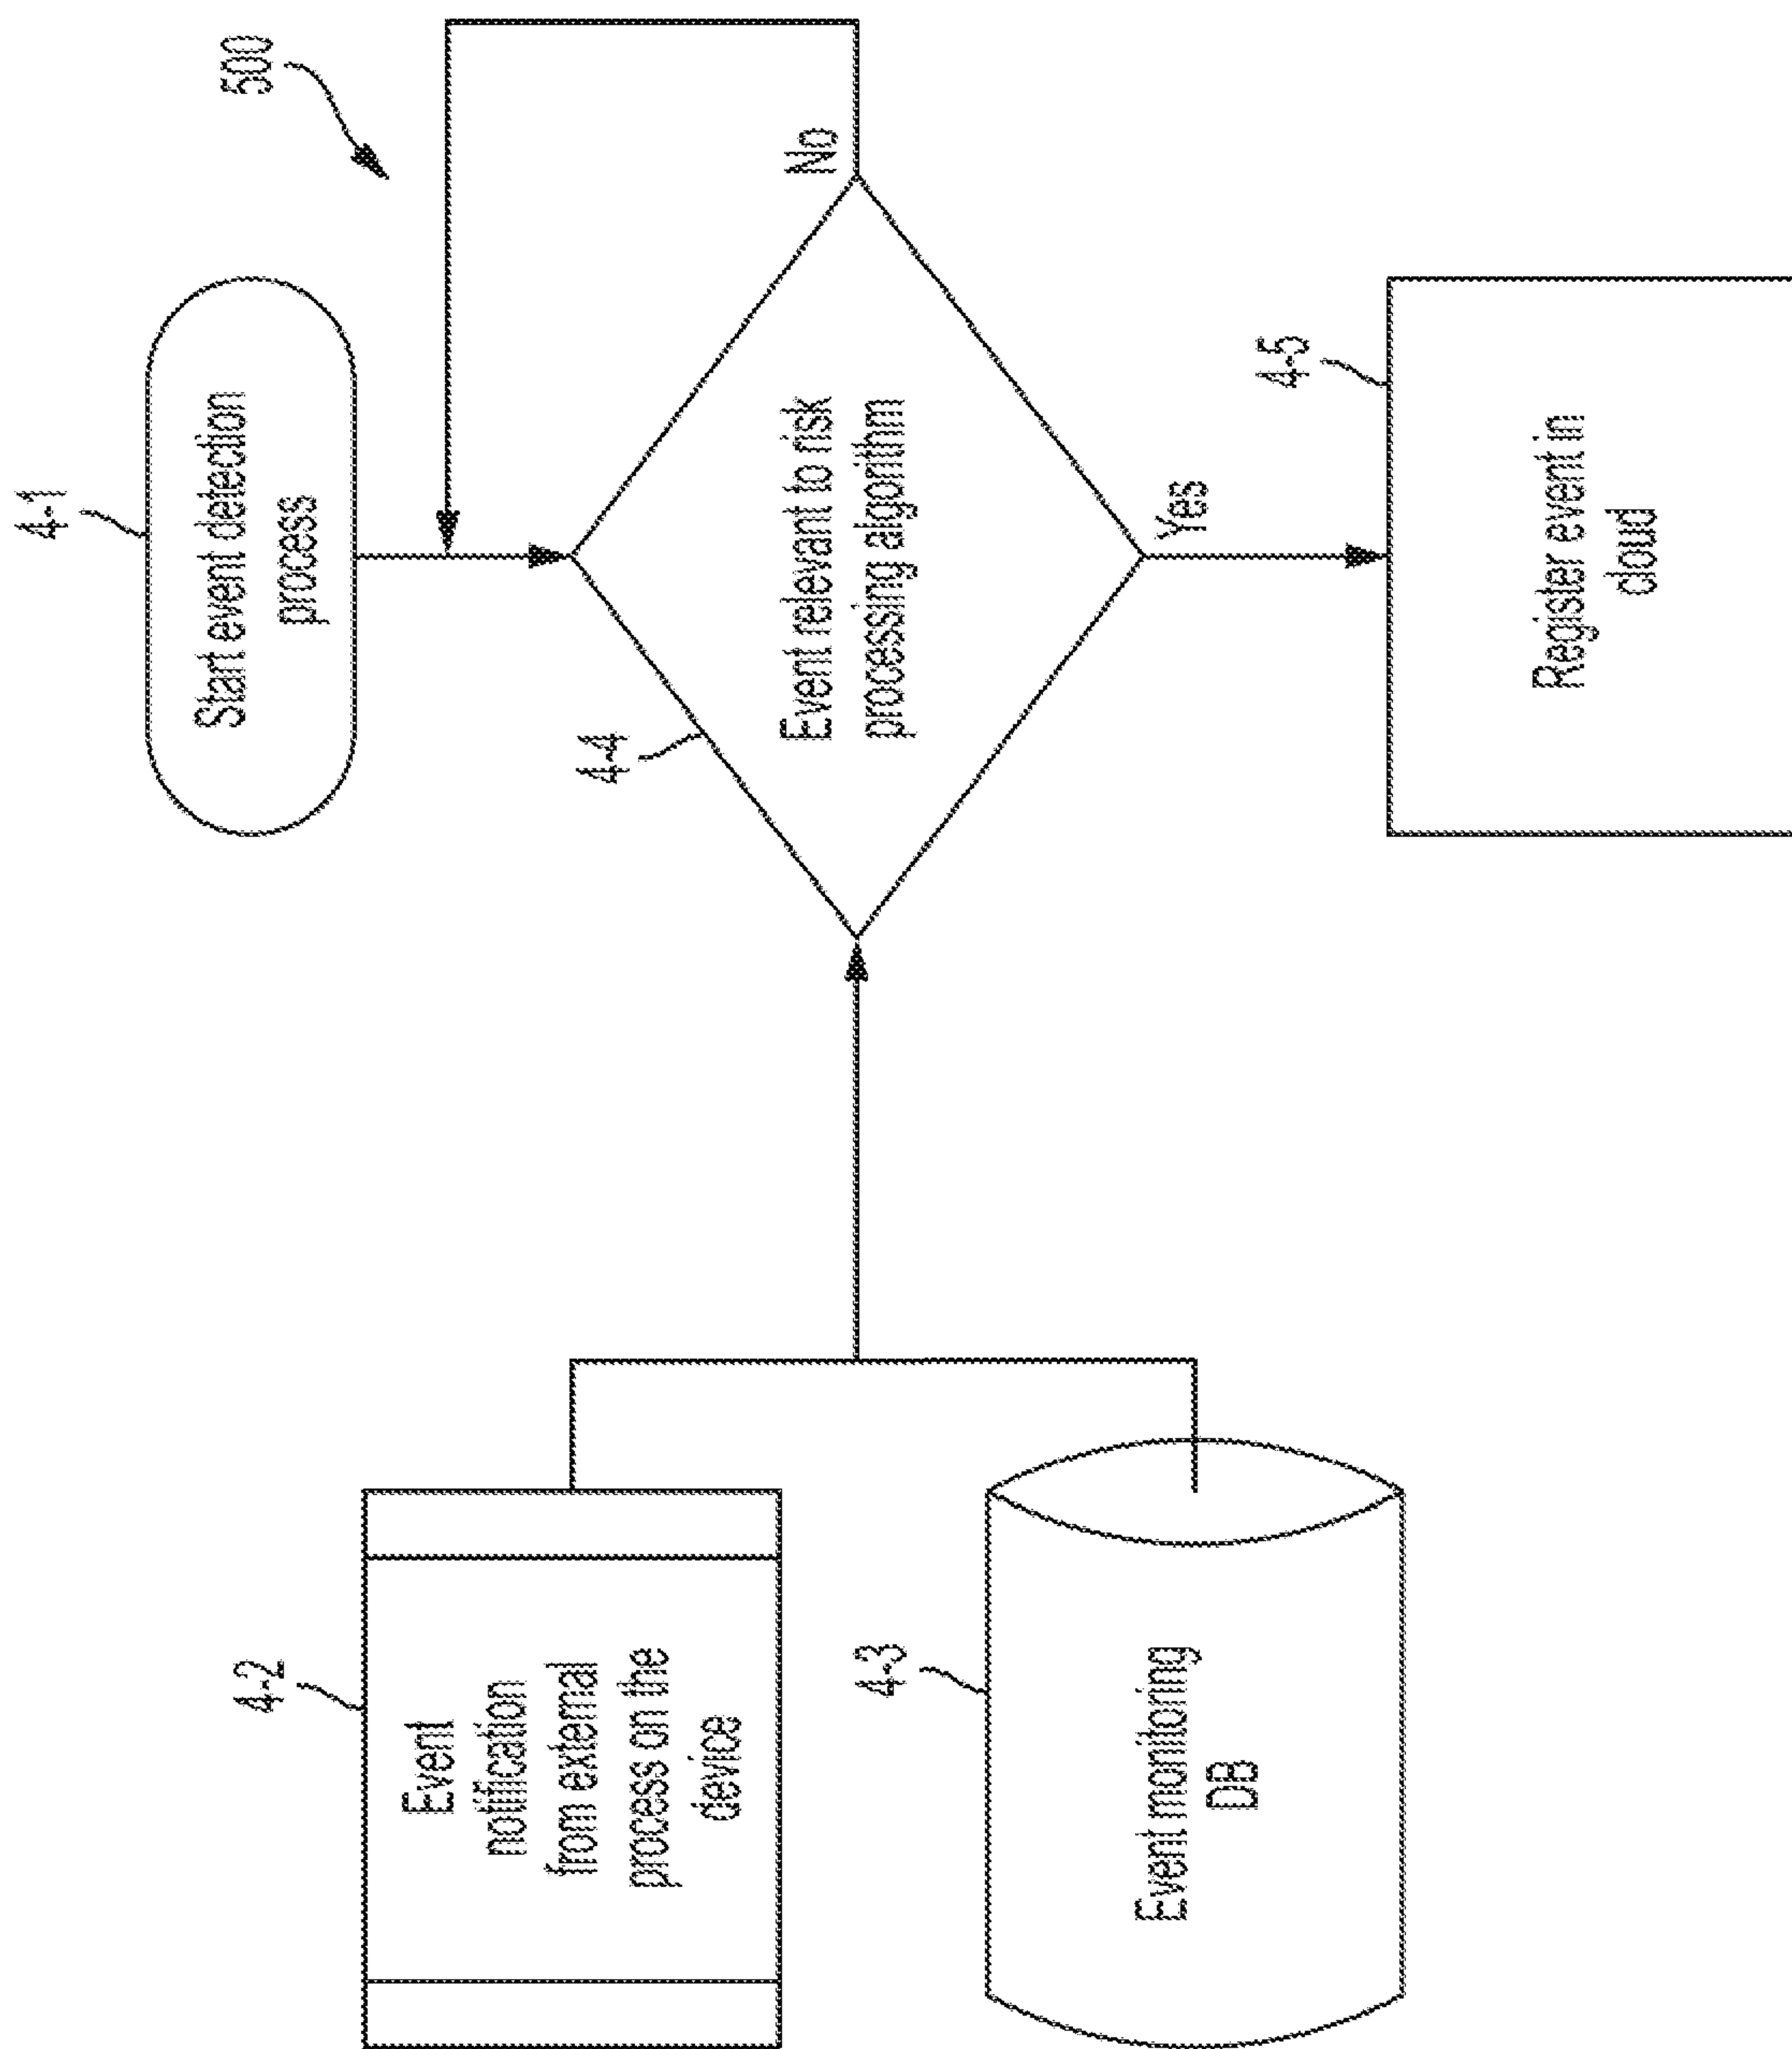 500
4-1
Start event detection
process
4-2
Event
notification
from external
process on the
device
4-4
Event relevant to risk
processing algorithm
No
4-3
Event monitoring
DB
Yes
4-5
Register event in
cloud